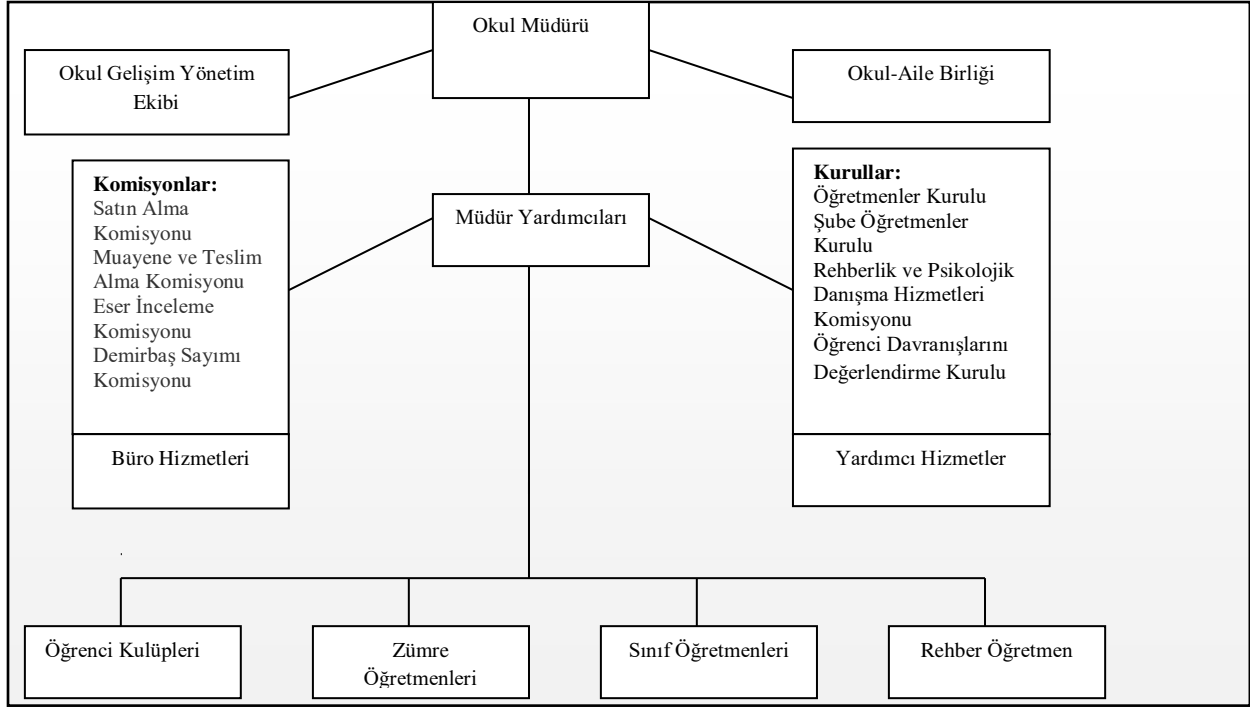 Okul Müdürü
Okul Gelişim Yönetim
Ekibi
Okul-Aile Birliği
Komisyonlar:
Satın Alma
Komisyonu
Muayene ve Teslim
Alma Komisyonu
Eser İnceleme
Komisyonu
Demirbaş Sayımı
Komisyonu
Müdür Yardımcıları
Kurullar:
Öğretmenler Kurulu
Şube Öğretmenler
Kurulu
Rehberlik ve Psikolojik
Danışma Hizmetleri
Komisyonu
Öğrenci Davranışlarını
Değerlendirme Kurulu
Büro Hizmetleri
Yardımcı Hizmetler
Öğrenci Kulüpleri
Zümre
Öğretmenleri
Sınıf Öğretmenleri
Rehber Öğretmen